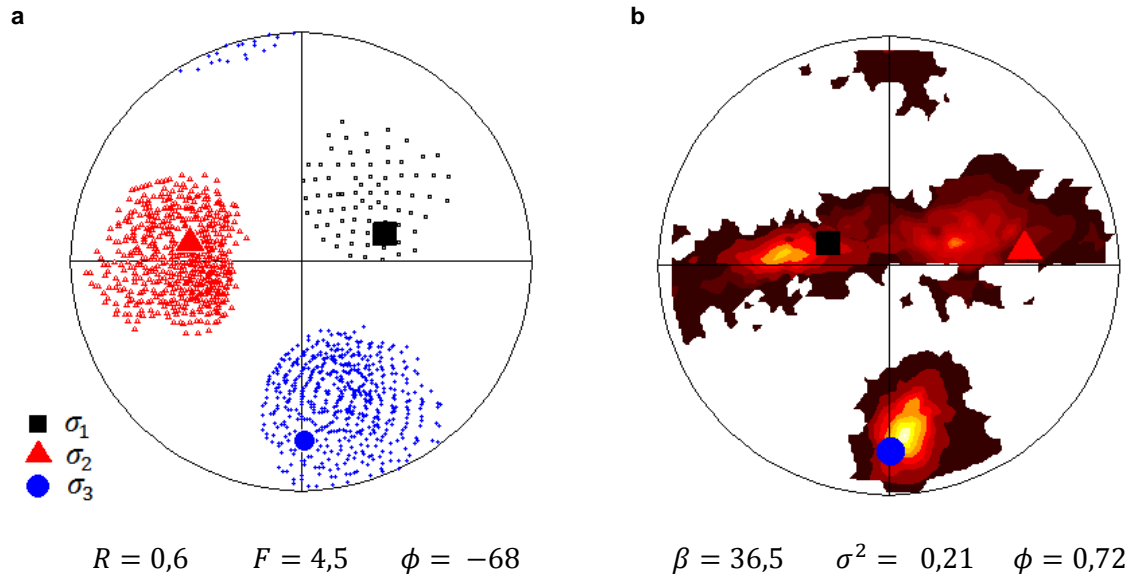 a
b
σ1
σ2
σ3
R = 0,6 F = 4,5 ϕ = −68
β = 36,5 σ² = 0,21 ϕ = 0,72